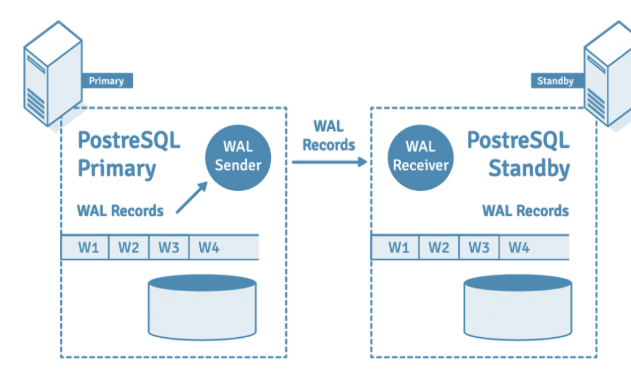 Primary
Standby
PostreSQL
Primary
WAL
Sender
WAL
Records
WAL
Receiver
PostreSQL
Standby
WAL Records
WAL Records
W1 W2 W3 W4
W1 W2 W3 W4